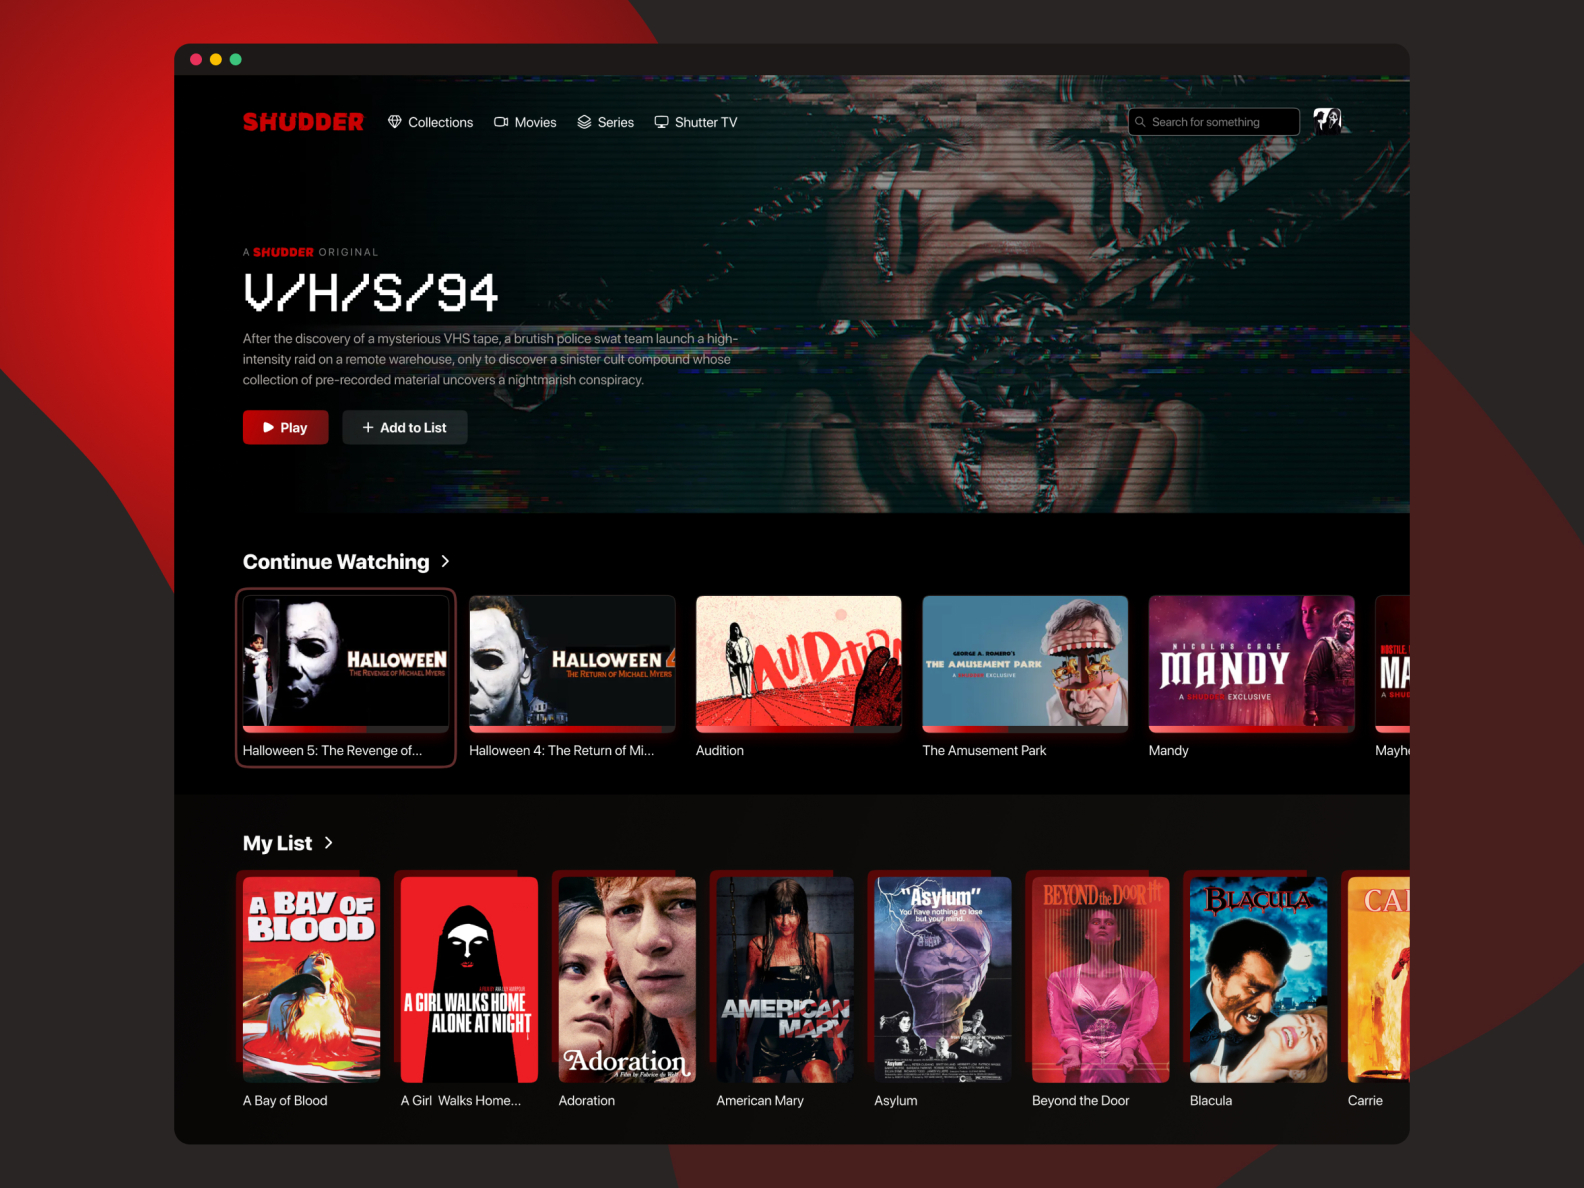 SHUDDER
Collections
Movies
Series
Shutter TV
Search for something
A SHUDDER ORIGINAL
V/H/S/94
After the discovery of a mysterious VHS tape, a brutish police swat team launch a high-
intensity raid on a remote warehouse, only to discover a sinister cult compound whose
collection of pre-recorded material uncovers a nightmarish conspiracy.
Play
Add to List
Continue Watching
HALLOWEEN
THE REVENGE OF MICHAEL MYERS
HALLOWEEN 4
THE RETURN OF MICHAEL MYERS
AUDITION
GEORGE A. ROMERO'S
THE AMUSEMENT PARK
A SHUDDER EXCLUSIVE
NICOLAS CAGE
MANDY
A SHUDDER EXCLUSIVE
HOSTILE.
MA
A SHUD
Halloween 5: The Revenge of...
Halloween 4: The Return of Mi...
Audition
The Amusement Park
Mandy
Mayhe
My List
A BAY OF
BLOOD
A GIRL WALKS HOME
ALONE AT NIGHT
Adoration
A Film by Fabrice du Welz
AMERICAN
MARY
"Asylum"
You have nothing to lose
but your mind.
BEYOND the DOOR III
BLACULA
CA
A Bay of Blood
A Girl Walks Home...
Adoration
American Mary
Asylum
Beyond the Door
Blacula
Carrie